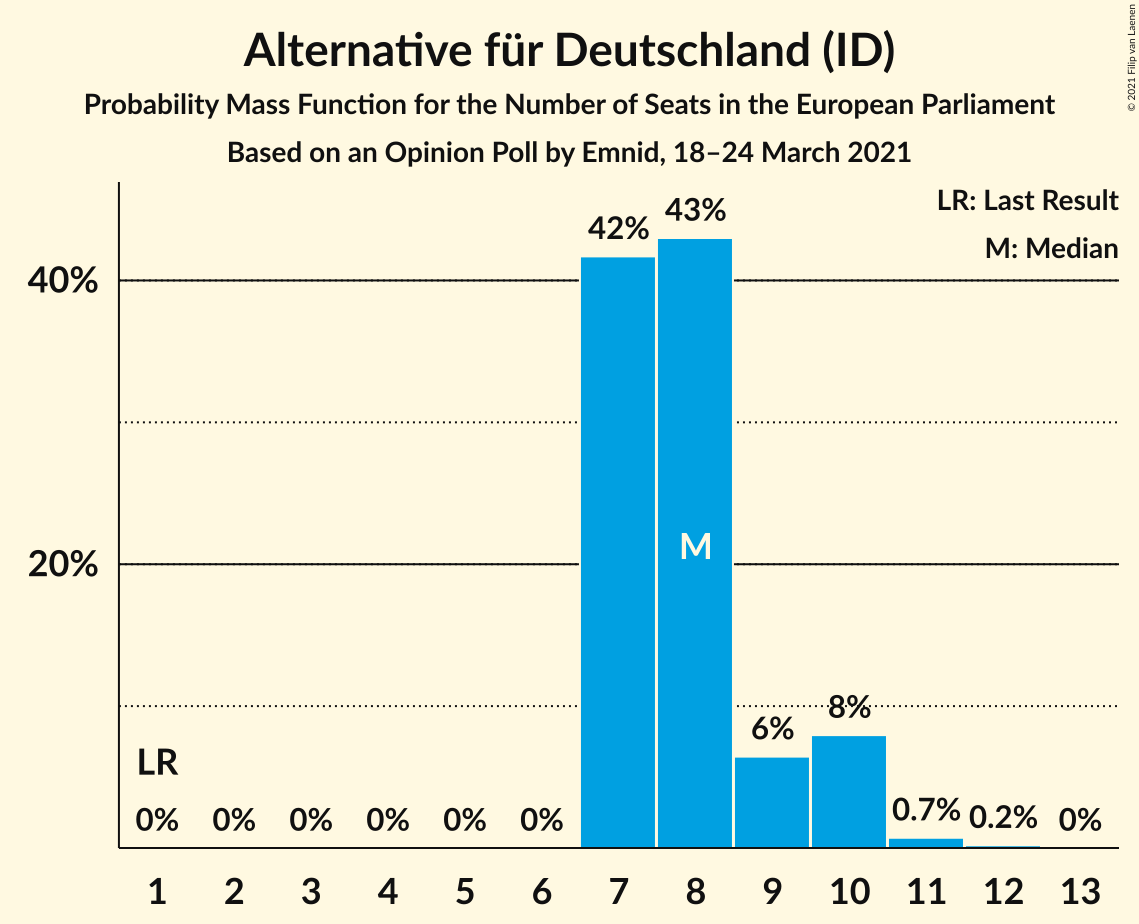 Alternative für Deutschland (ID)
Probability Mass Function for the Number of Seats in the European Parliament
Based on an Opinion Poll by Emnid, 18–24 March 2021
© 2021 Filip van Laenen
LR: Last Result
M: Median
40%
20%
42%
43%
M
6%
8%
LR
0%
0%
0%
0%
0%
0%
0.7%
0.2%
0%
1 2 3 4 5 6 7 8 9 10 11 12 13